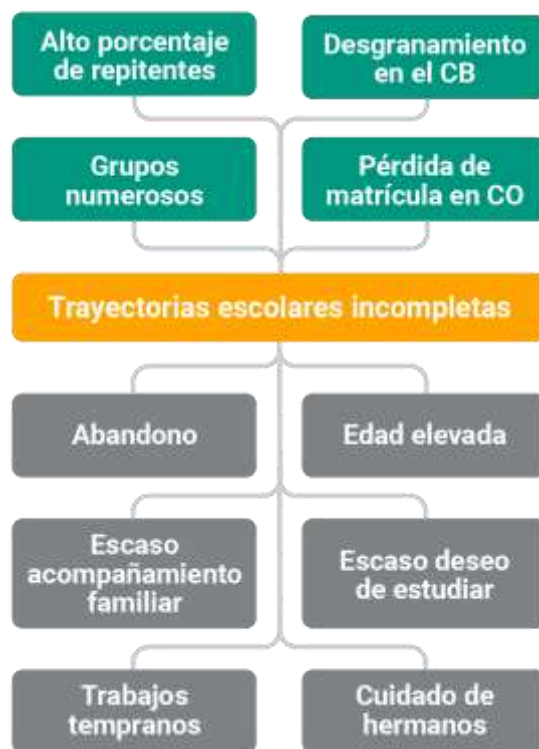 Alto porcentaje
de repitentes
Desgranamiento
en el CB
Grupos
numerosos
Pérdida de
matrícula en CO
Trayectorias escolares incompletas
Abandono
Edad elevada
Escaso
acompañamiento
familiar
Escaso deseo
de estudiar
Trabajos
tempranos
Cuidado de
hermanos